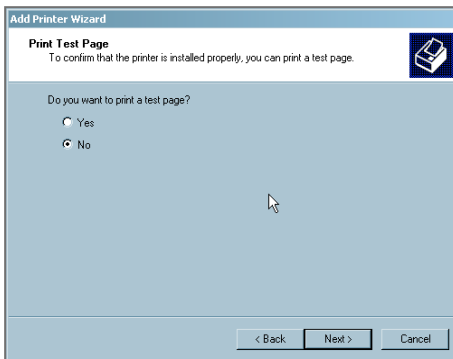 Add Printer Wizard
Print Test Page
To confirm that the printer is installed properly, you can print a test page.
Do you want to print a test page?
Yes
No
< Back Next > Cancel